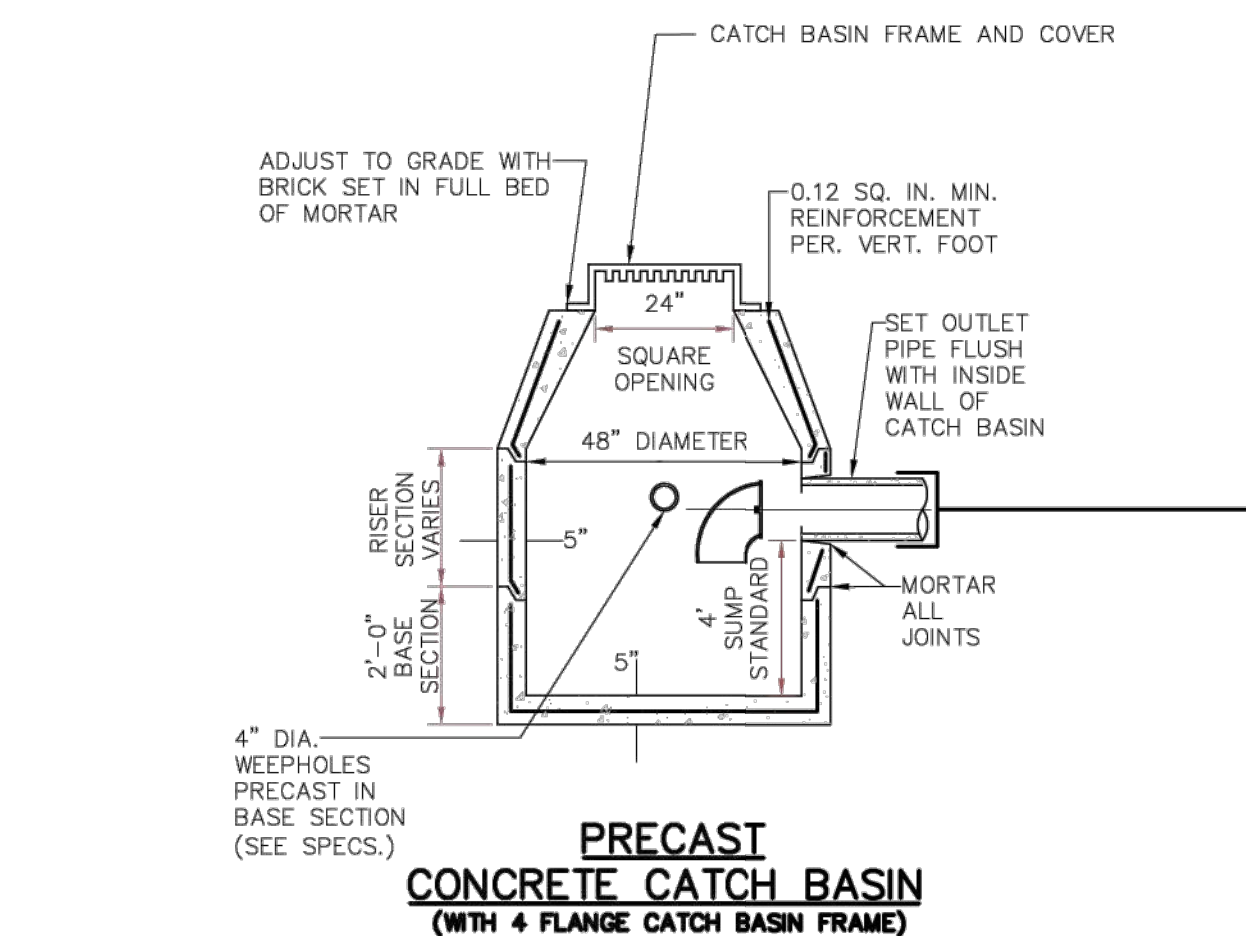 CATCH BASIN FRAME AND COVER
ADJUST TO GRADE WITH
BRICK SET IN FULL BED
OF MORTAR
0.12 SQ. IN. MIN.
REINFORCEMENT
PER. VERT. FOOT
24"
SQUARE
OPENING
SET OUTLET
PIPE FLUSH
WITH INSIDE
WALL OF
CATCH BASIN
48" DIAMETER
RISER
SECTION
VARIES
5"
2'-0"
BASE
SECTION
4'
SUMP
STANDARD
5"
MORTAR
ALL
JOINTS
4" DIA.
WEEPHOLES
PRECAST IN
BASE SECTION
(SEE SPECS.)
PRECAST
CONCRETE CATCH BASIN
(WITH 4 FLANGE CATCH BASIN FRAME)